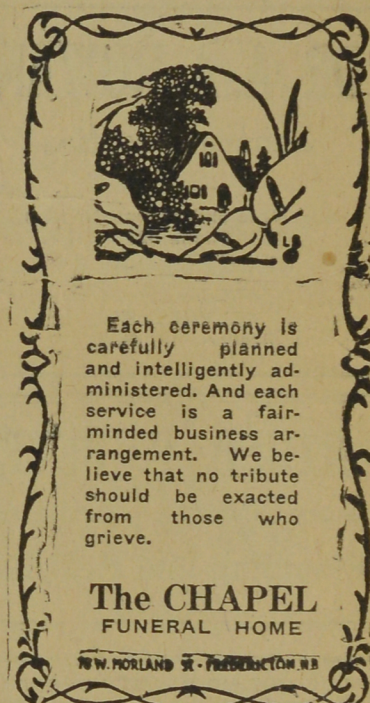 Each ceremony is
carefully planned
and intelligently ad-
ministered. And each
service is a fair-
minded business ar-
rangement. We be-
lieve that no tribute
should be exacted
from those who
grieve.
The CHAPEL
FUNERAL HOME
W. MORLAND St - FREDERICTON N.B